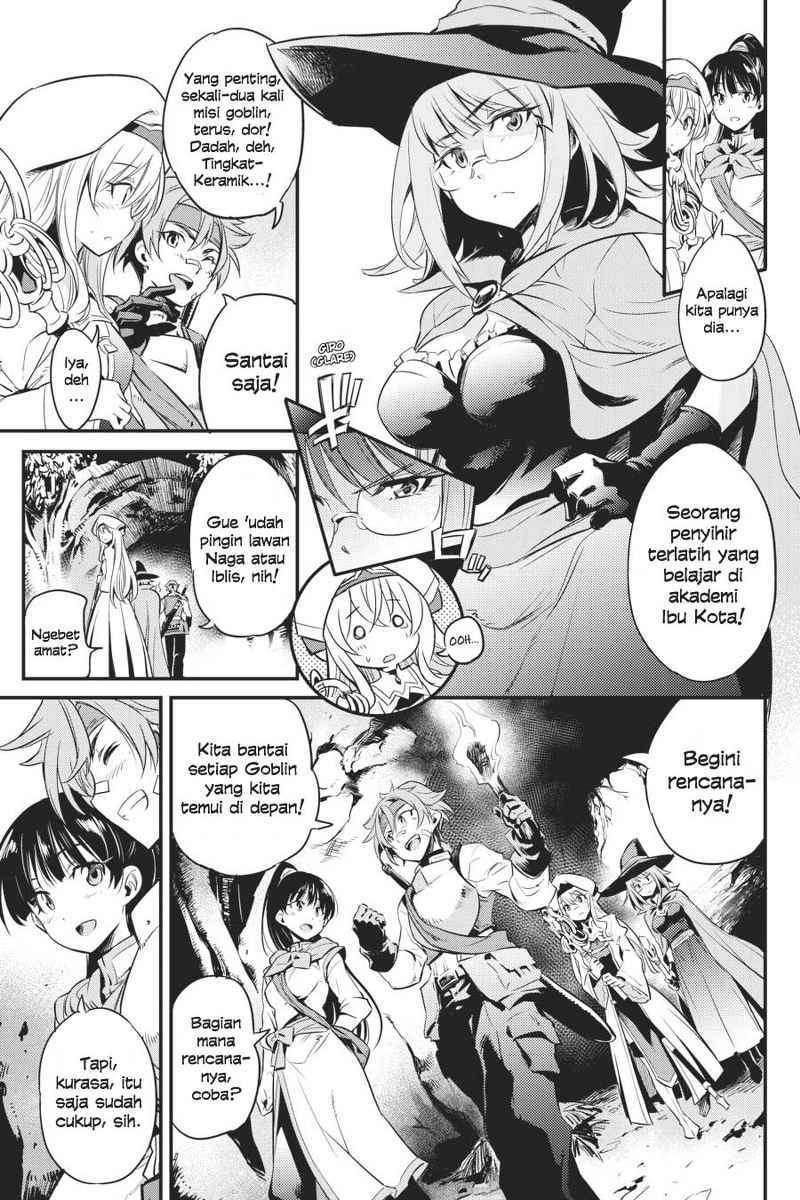 Apalagi
kita punya
dia...
Seorang
penyihir
terlatih yang
belajar di
akademi
Ibu Kota!
GIRO
(GLARE)
OOH...
Yang penting,
sekali-dua kali
misi goblin,
terus, dor!
Dadah, deh,
Tingkat-
Keramik...!
Santai
saja!
Iya,
deh
...
Gue 'udah
pingin lawan
Naga atau
Iblis, nih!
Ngebet
amat?
Begini
rencana-
nya!
Kita bantai
setiap Goblin
yang kita
temui di depan!
Bagian
mana
rencana-
nya,
coba?
Tapi,
kurasa, itu
saja sudah
cukup, sih.